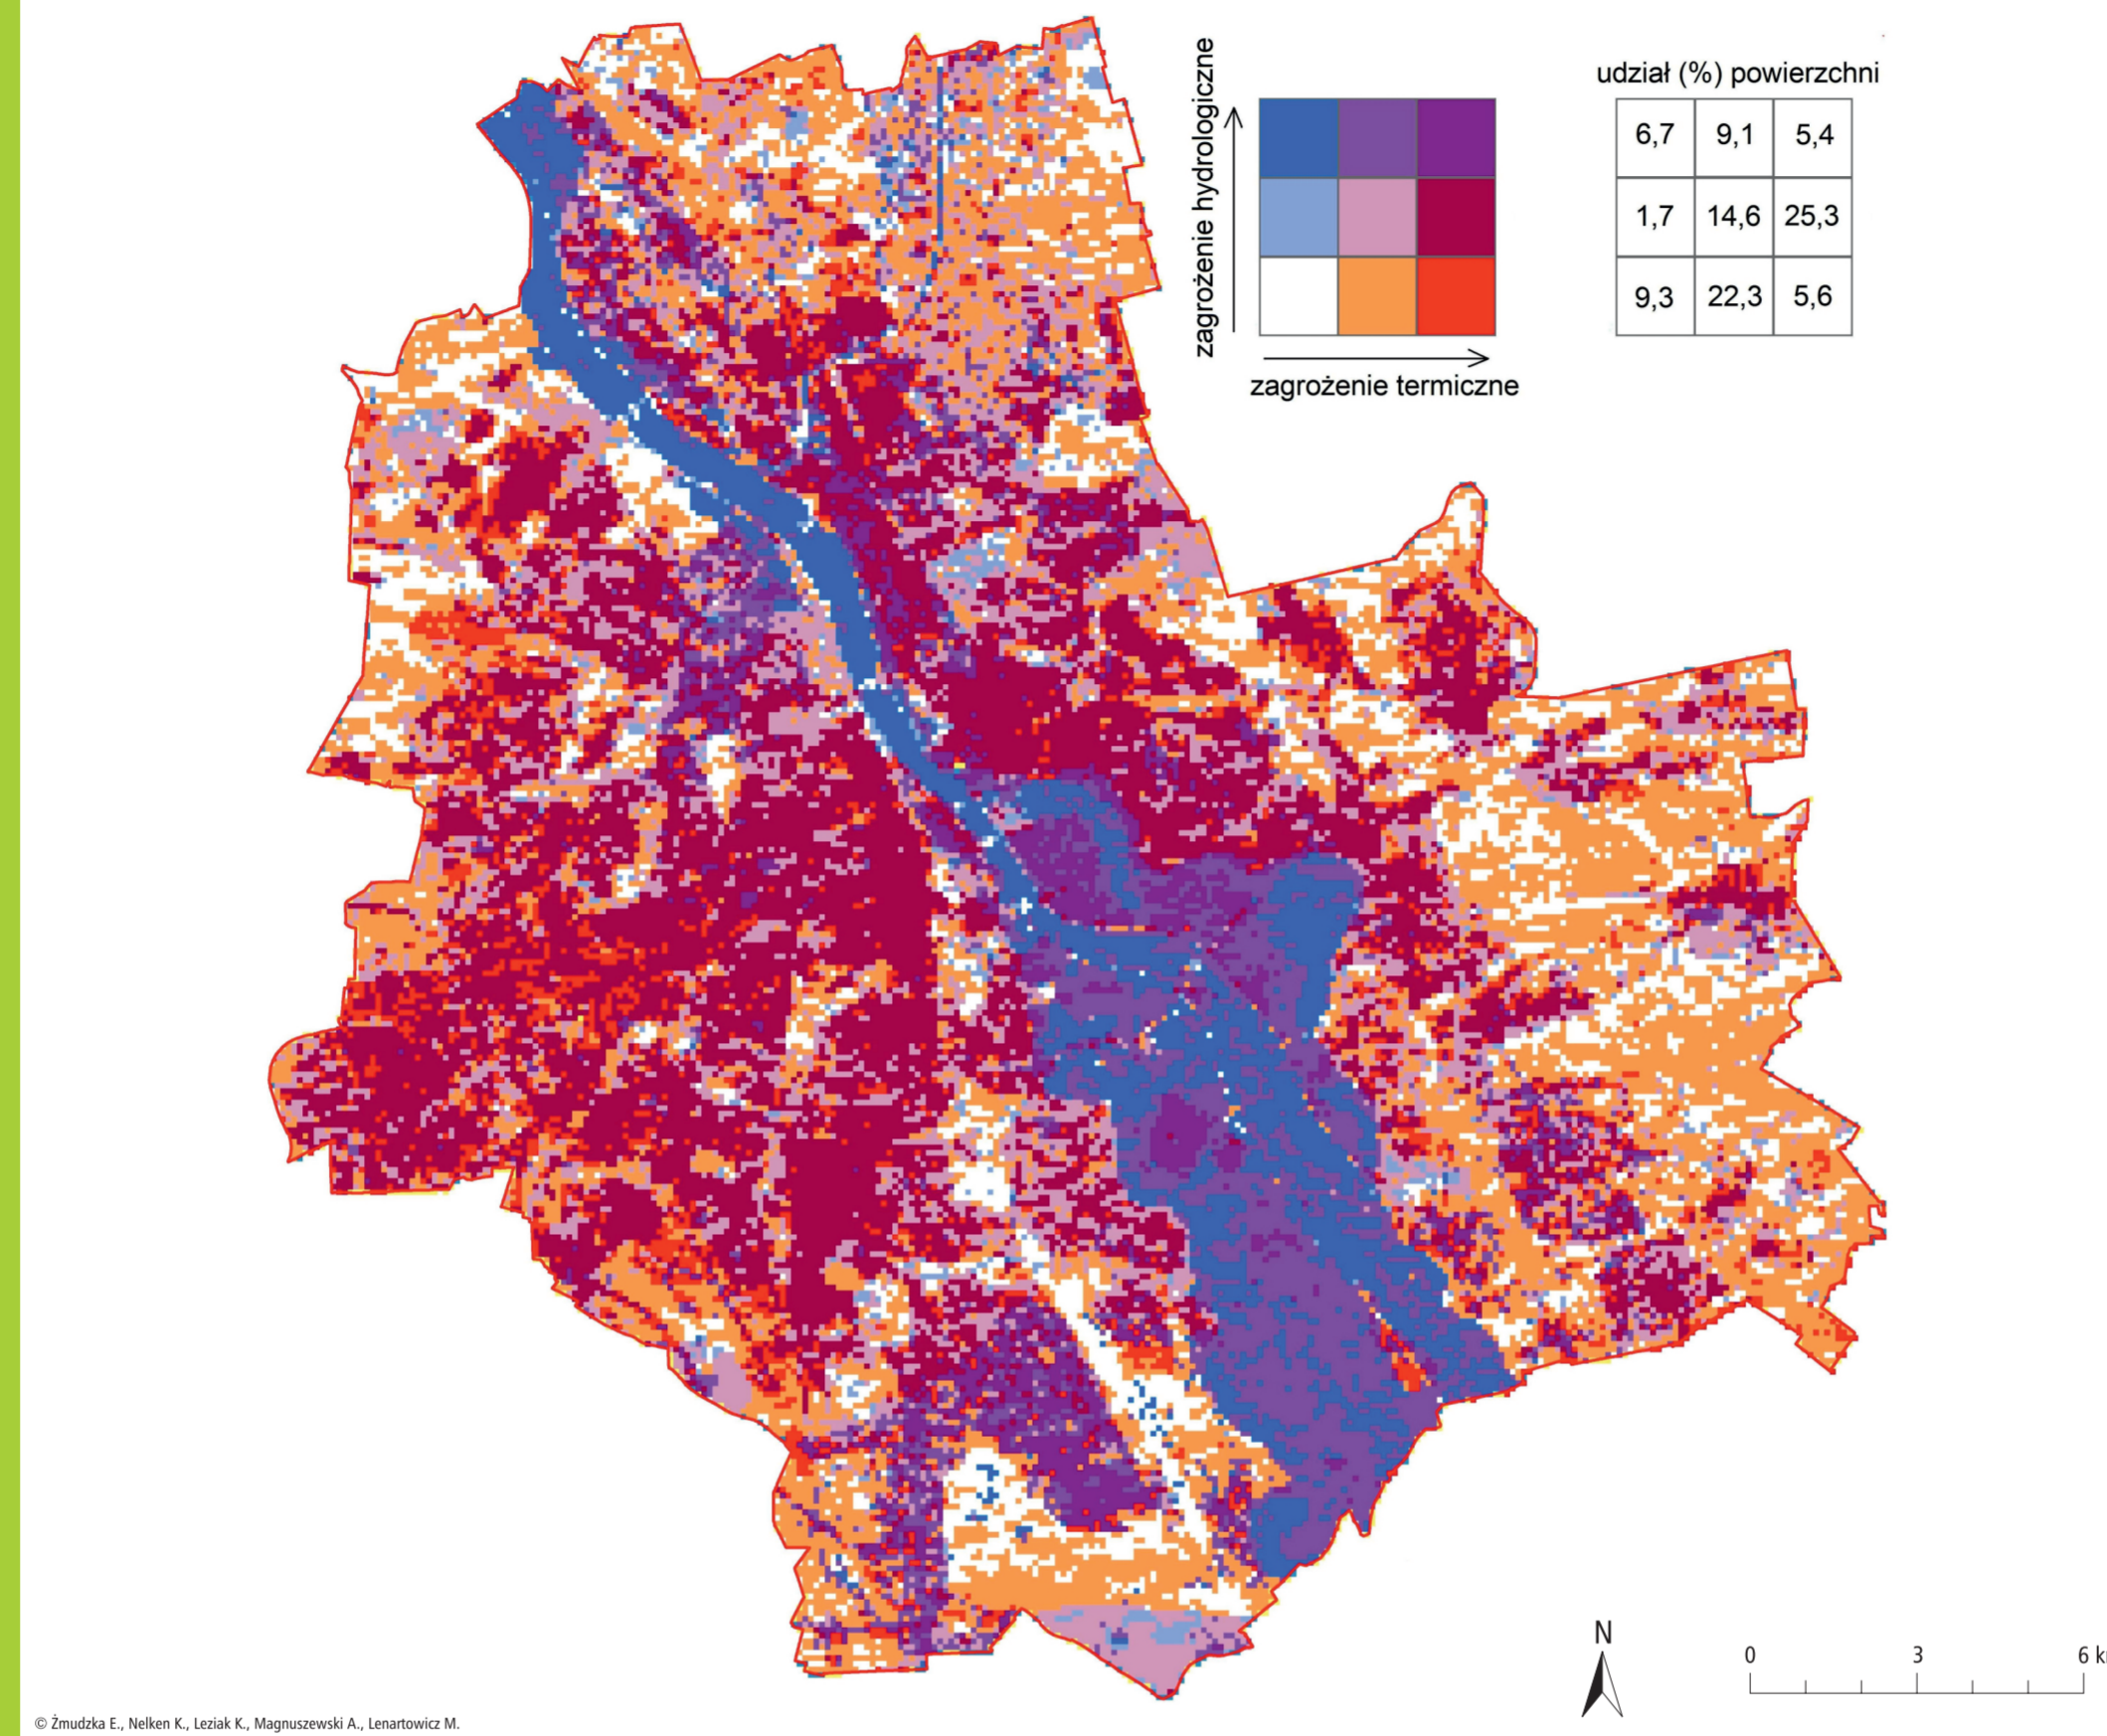 zagrożenie hydrologiczne
zagrożenie termiczne
udział (%) powierzchni
6,7 9,1 5,4
1,7 14,6 25,3
9,3 22,3 5,6
N
0 3 6 k
© Żmudzka E., Nelken K., Leziak K., Magnuszewski A., Lenartowicz M.